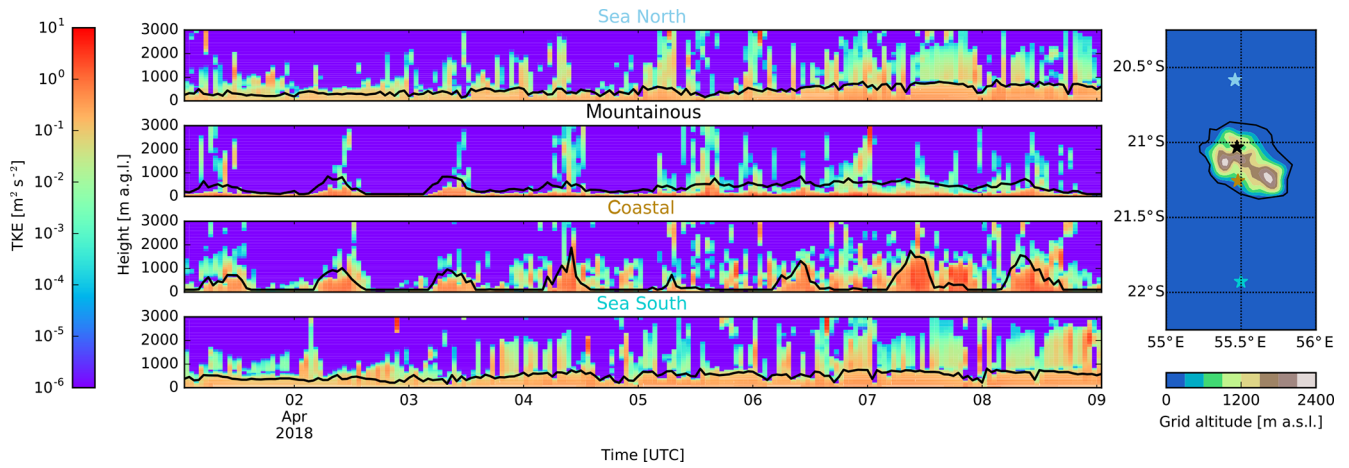 Sea North
Mountainous
Coastal
Sea South
TKE [m² s⁻²]
10¹
10⁰
10⁻¹
10⁻²
10⁻³
10⁻⁴
10⁻⁵
10⁻⁶
Height [m a.g.l.]
3000
2000
1000
0
3000
2000
1000
0
3000
2000
1000
0
3000
2000
1000
0
02 03 04 05 06 07 08 09
Apr
2018
Time [UTC]
20.5°S
21°S
21.5°S
22°S
55°E 55.5°E 56°E
0 1200 2400
Grid altitude [m a.s.l.]